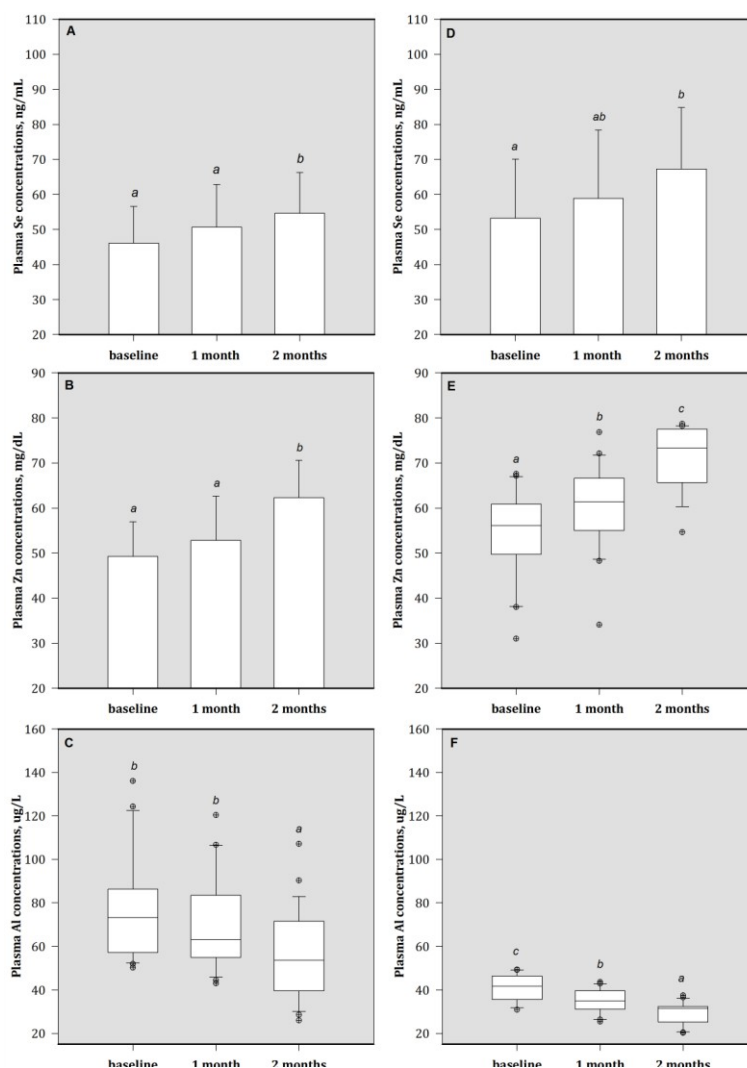 A
Plasma Se concentrations, ng/mL
110
100
90
80
70
60
50
40
30
20
a
a
b
baseline
1 month
2 months
D
Plasma Se concentrations, ng/mL
110
100
90
80
70
60
50
40
30
20
a
ab
b
baseline
1 month
2 months
B
Plasma Zn concentrations, mg/dL
90
80
70
60
50
40
30
20
a
a
b
baseline
1 month
2 months
E
Plasma Zn concentrations, mg/dL
90
80
70
60
50
40
30
20
a
b
c
baseline
1 month
2 months
C
Plasma Al concentrations, ug/L
160
140
120
100
80
60
40
20
b
b
a
baseline
1 month
2 months
F
Plasma Al concentrations, ug/L
160
140
120
100
80
60
40
20
c
b
a
baseline
1 month
2 months